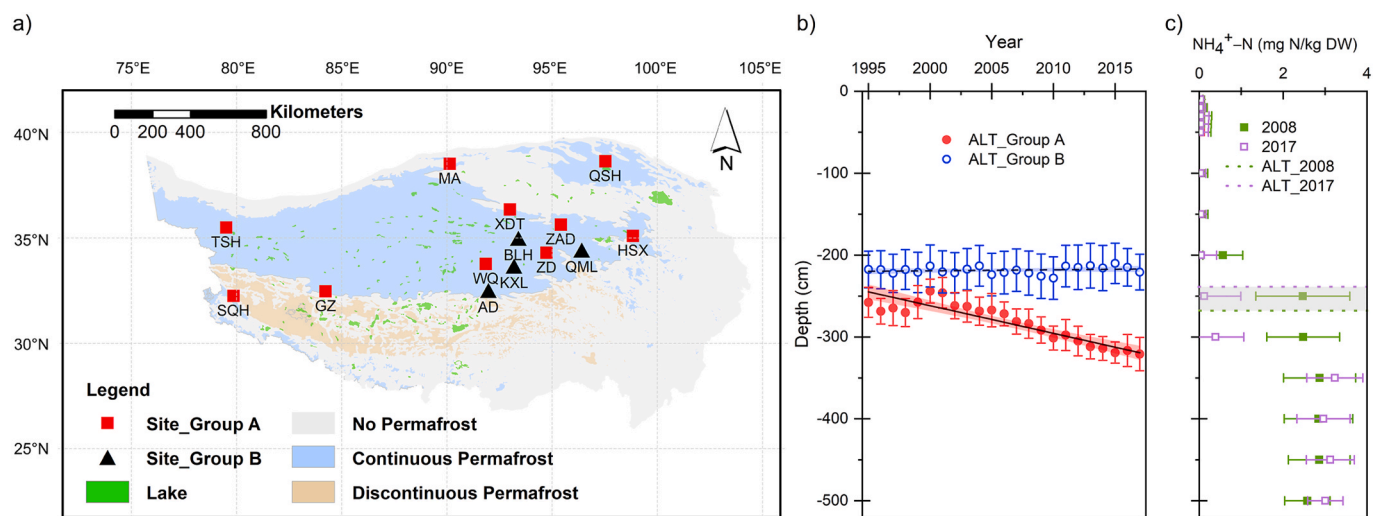 a)
75°E 80°E 85°E 90°E 95°E 100°E 105°E
40°N
35°N
30°N
25°N
Kilometers
0 200 400 800
N
MA
QSH
XDT
TSH
ZAD
BLH
HSX
ZD
QML
WQ
KXL
SQH
GZ
AD
Legend
Site_Group A
No Permafrost
Site_Group B
Continuous Permafrost
Lake
Discontinuous Permafrost
b)
Year
1995 2000 2005 2010 2015
0
-100
-200
-300
-400
-500
Depth (cm)
ALT_Group A
ALT_Group B
c)
NH4+–N (mg N/kg DW)
0 2 4
2008
2017
ALT_2008
ALT_2017